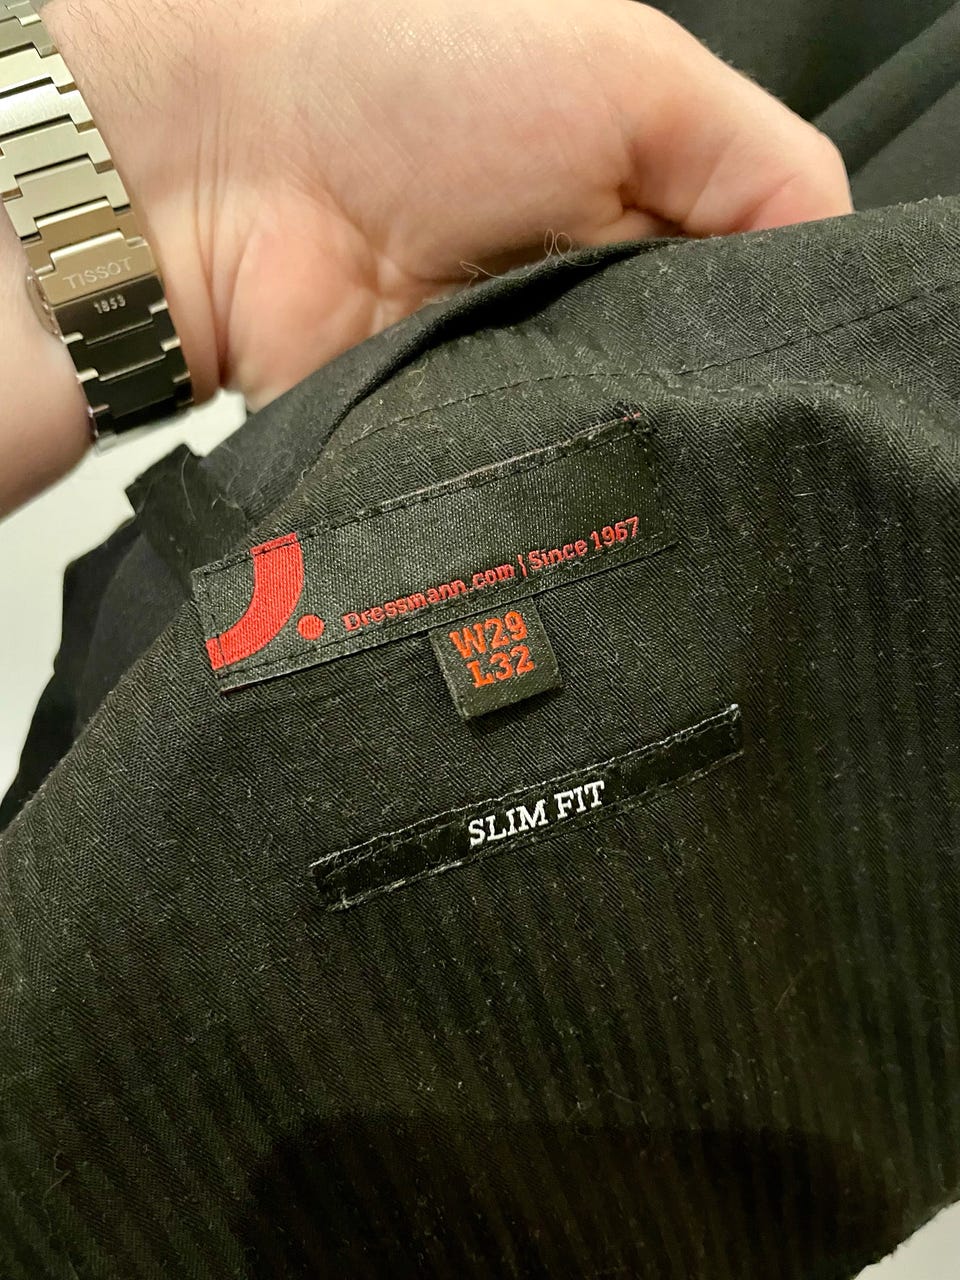 TISSOT
1853
Dressmann.com | Since 1967
W29
L32
SLIM FIT